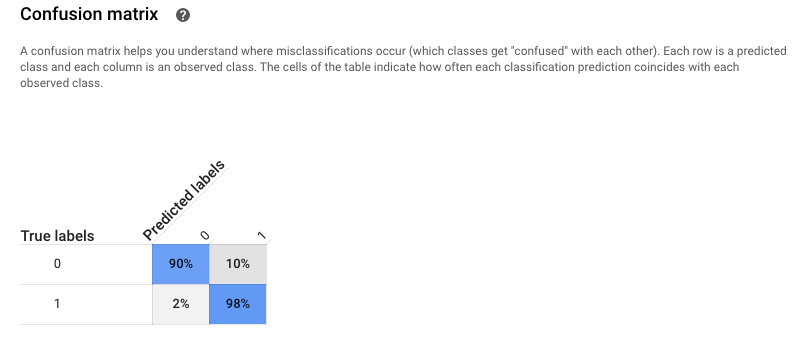 Confusion matrix ?
A confusion matrix helps you understand where misclassifications occur (which classes get "confused" with each other). Each row is a predicted
class and each column is an observed class. The cells of the table indicate how often each classification prediction coincides with each
observed class.
Predicted labels
True labels 0 1
0 90% 10%
1 2% 98%